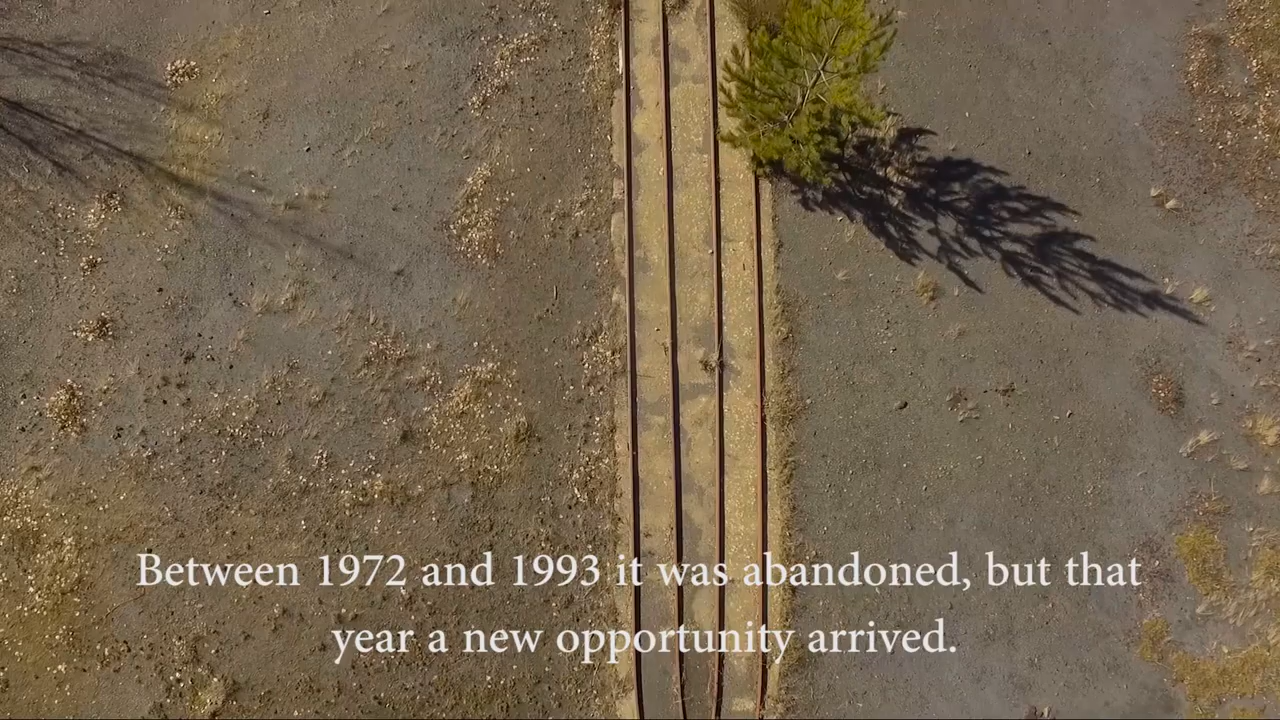 Between 1972 and 1993 it was abandoned, but that
year a new opportunity arrived.